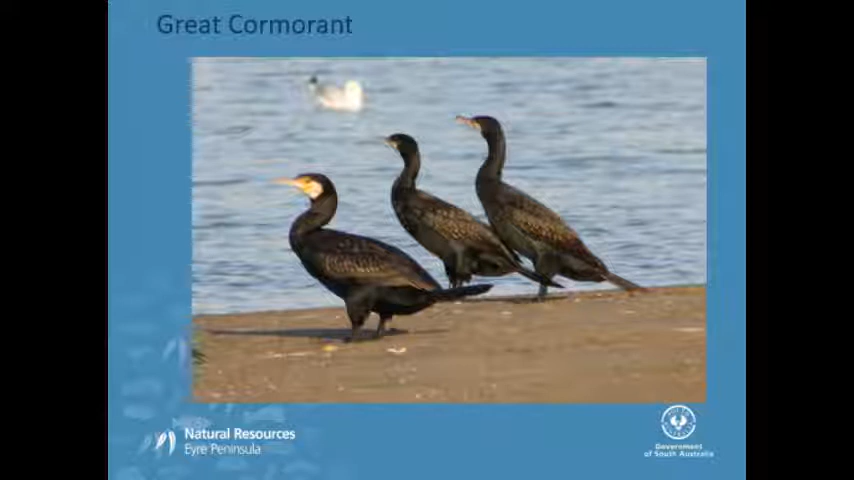 Great Cormorant
Natural Resources
Eyre Peninsula
Government
of South Australia